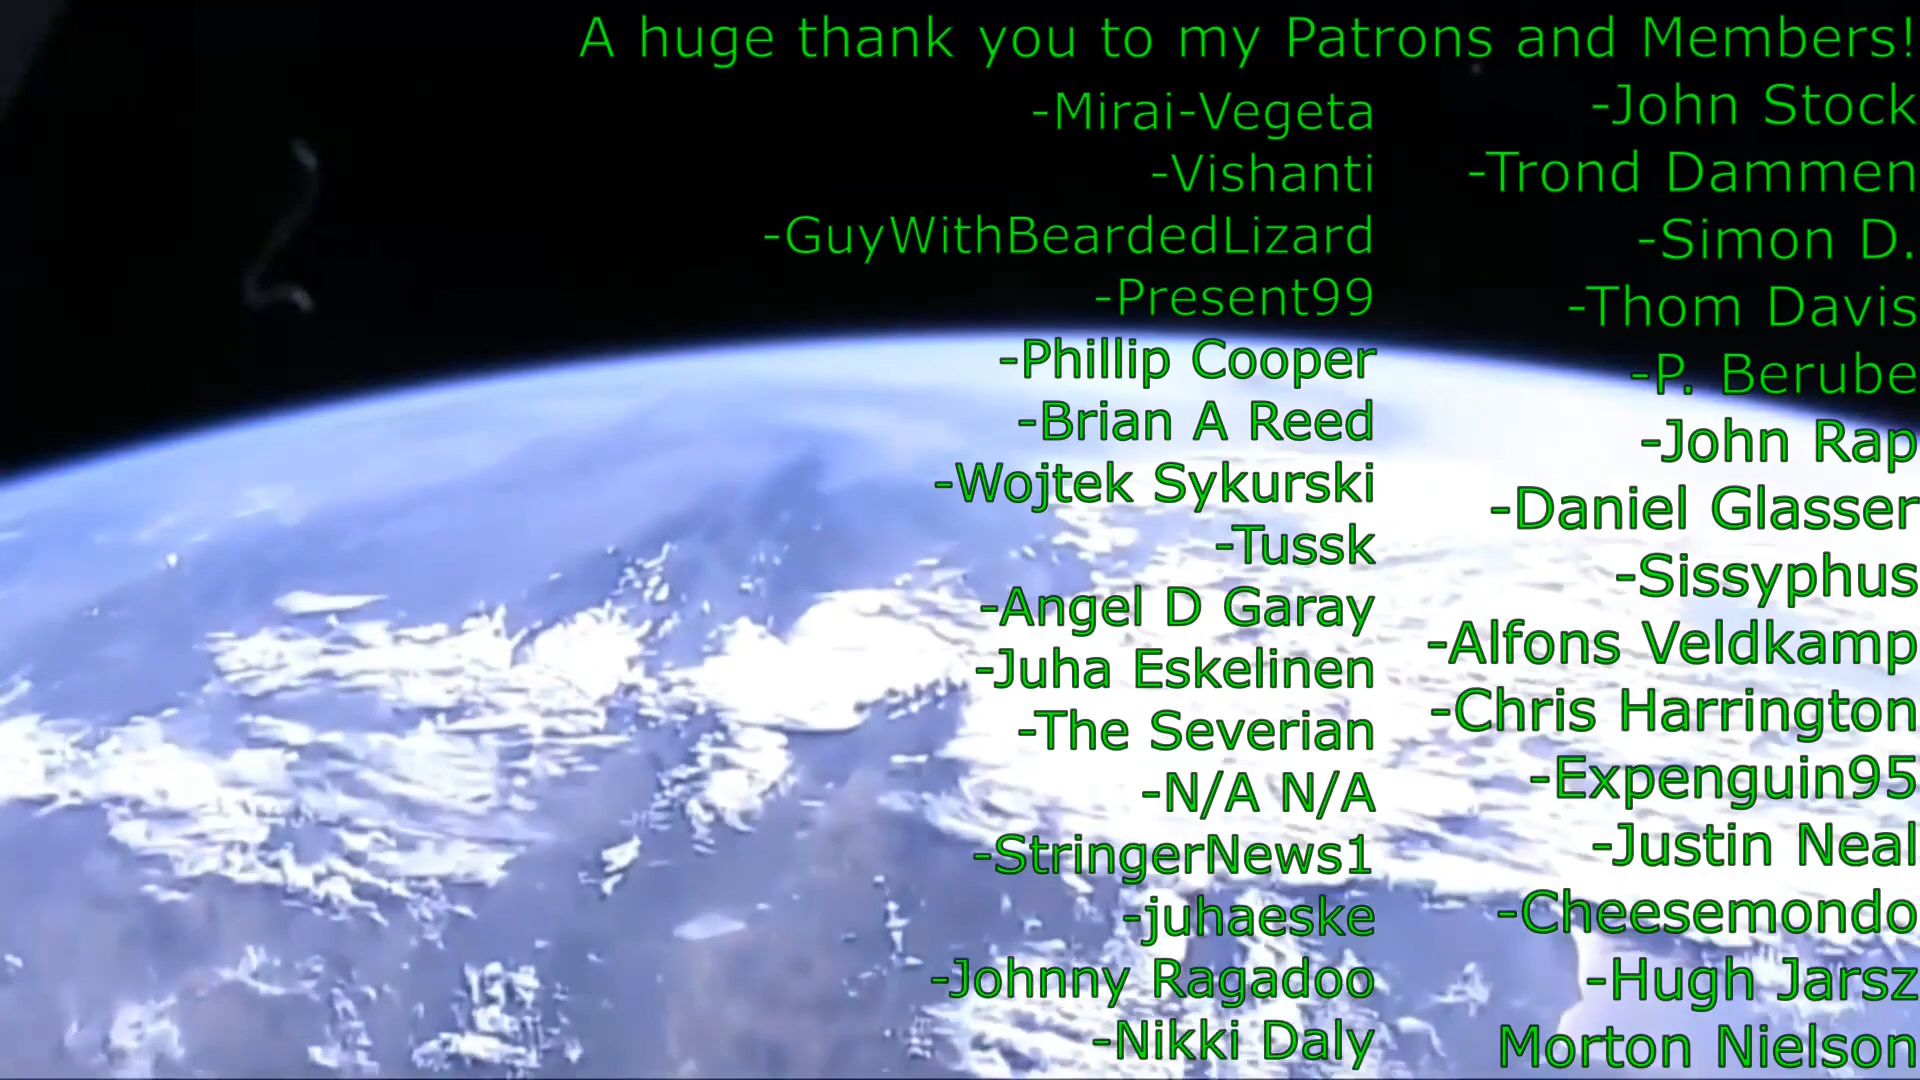 A huge thank you to my Patrons and Members!
-Mirai-Vegeta
-Vishanti
-GuyWithBeardedLizard
-Present99
-Phillip Cooper
-Brian A Reed
-Wojtek Sykurski
-Tussk
-Angel D Garay
-Juha Eskelinen
-The Severian
-N/A N/A
-StringerNews1
-juhaeske
-Johnny Ragadoo
-Nikki Daly
-John Stock
-Trond Dammen
-Simon D.
-Thom Davis
-P. Berube
-John Rap
-Daniel Glasser
-Sissyphus
-Alfons Veldkamp
-Chris Harrington
-Expenguin95
-Justin Neal
-Cheesemondo
-Hugh Jarsz
Morton Nielson